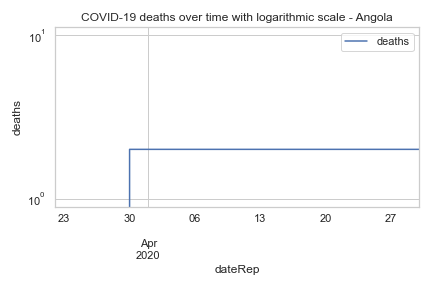 COVID-19 deaths over time with logarithmic scale - Angola
10¹
deaths
deaths
10⁰
23 30 06 13 20 27
Apr
2020
dateRep